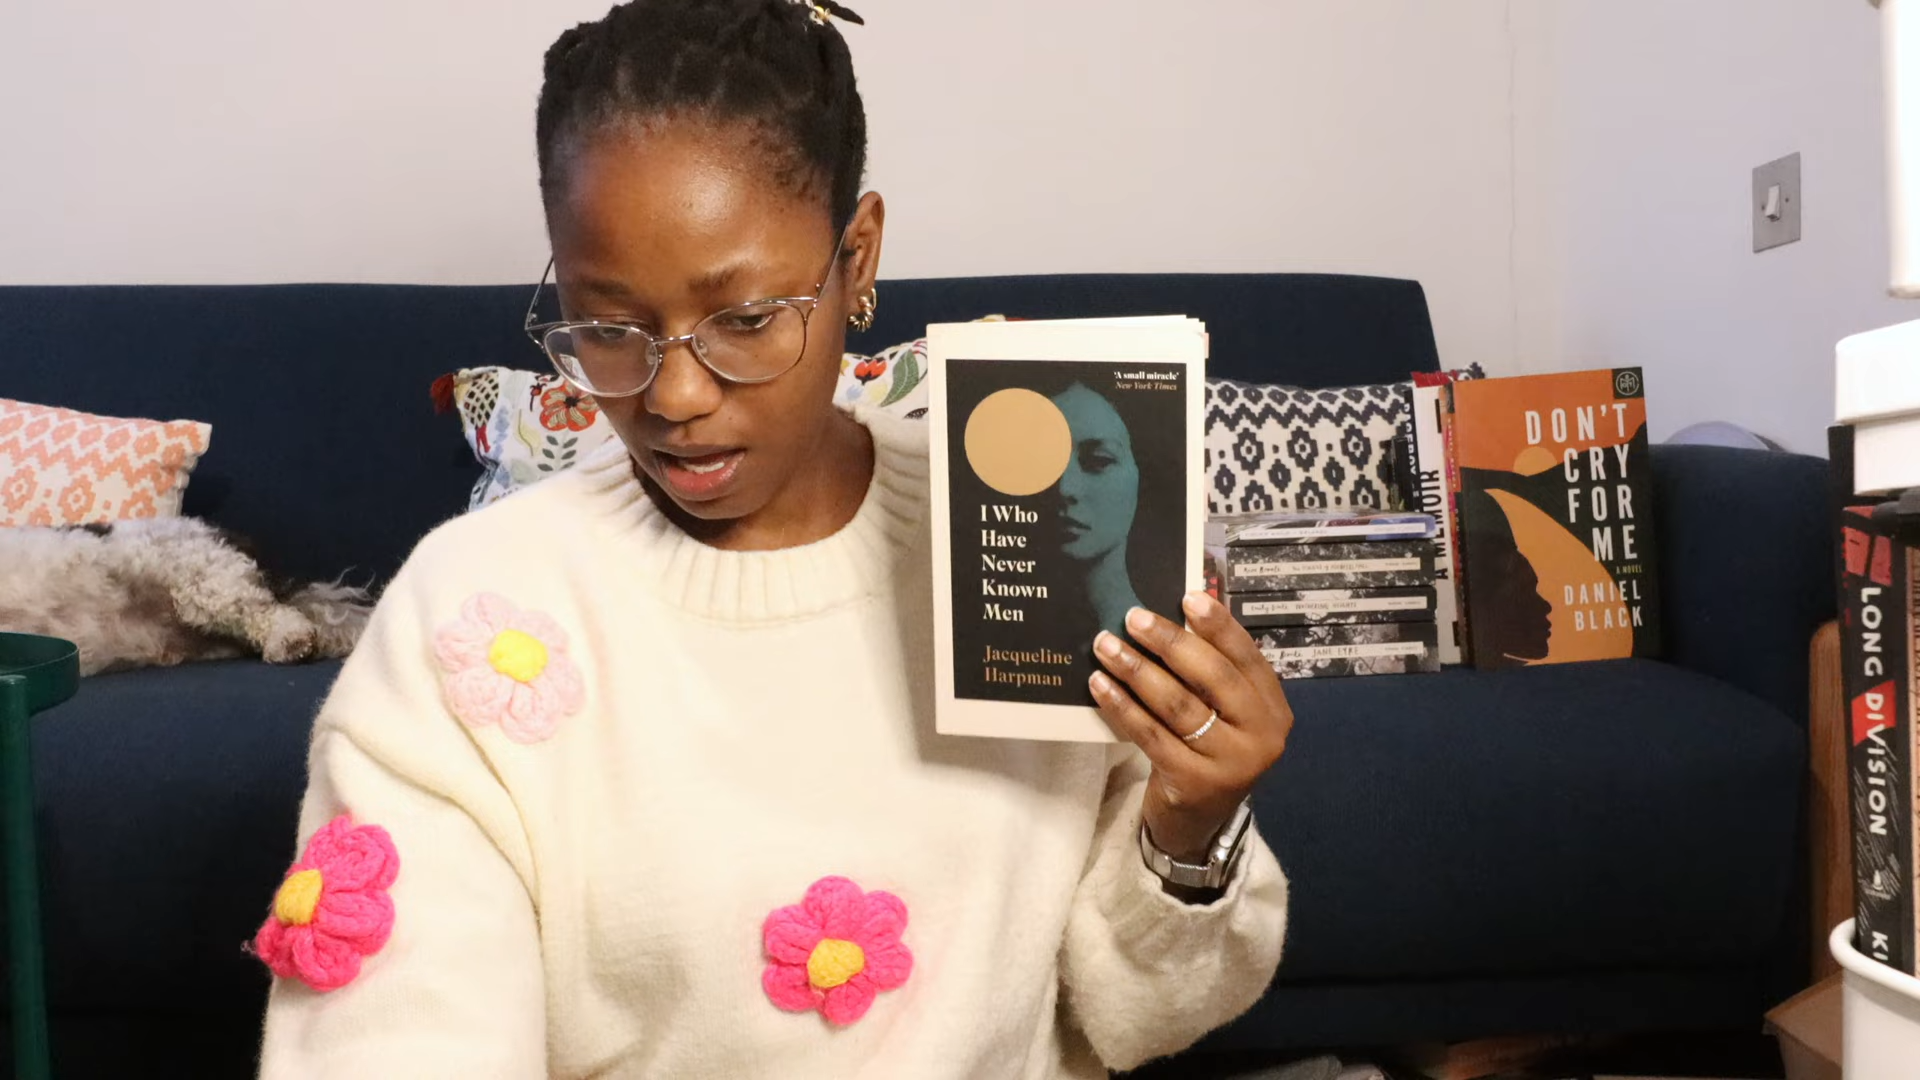 'A small miracle'
New York Times
I Who
Have
Never
Known
Men
Jacqueline
Harpman
A MEMOIR
DON'T
CRY
FOR
ME
A NOVEL
DANIEL
BLACK
JANE EYRE
LONG DIVISION